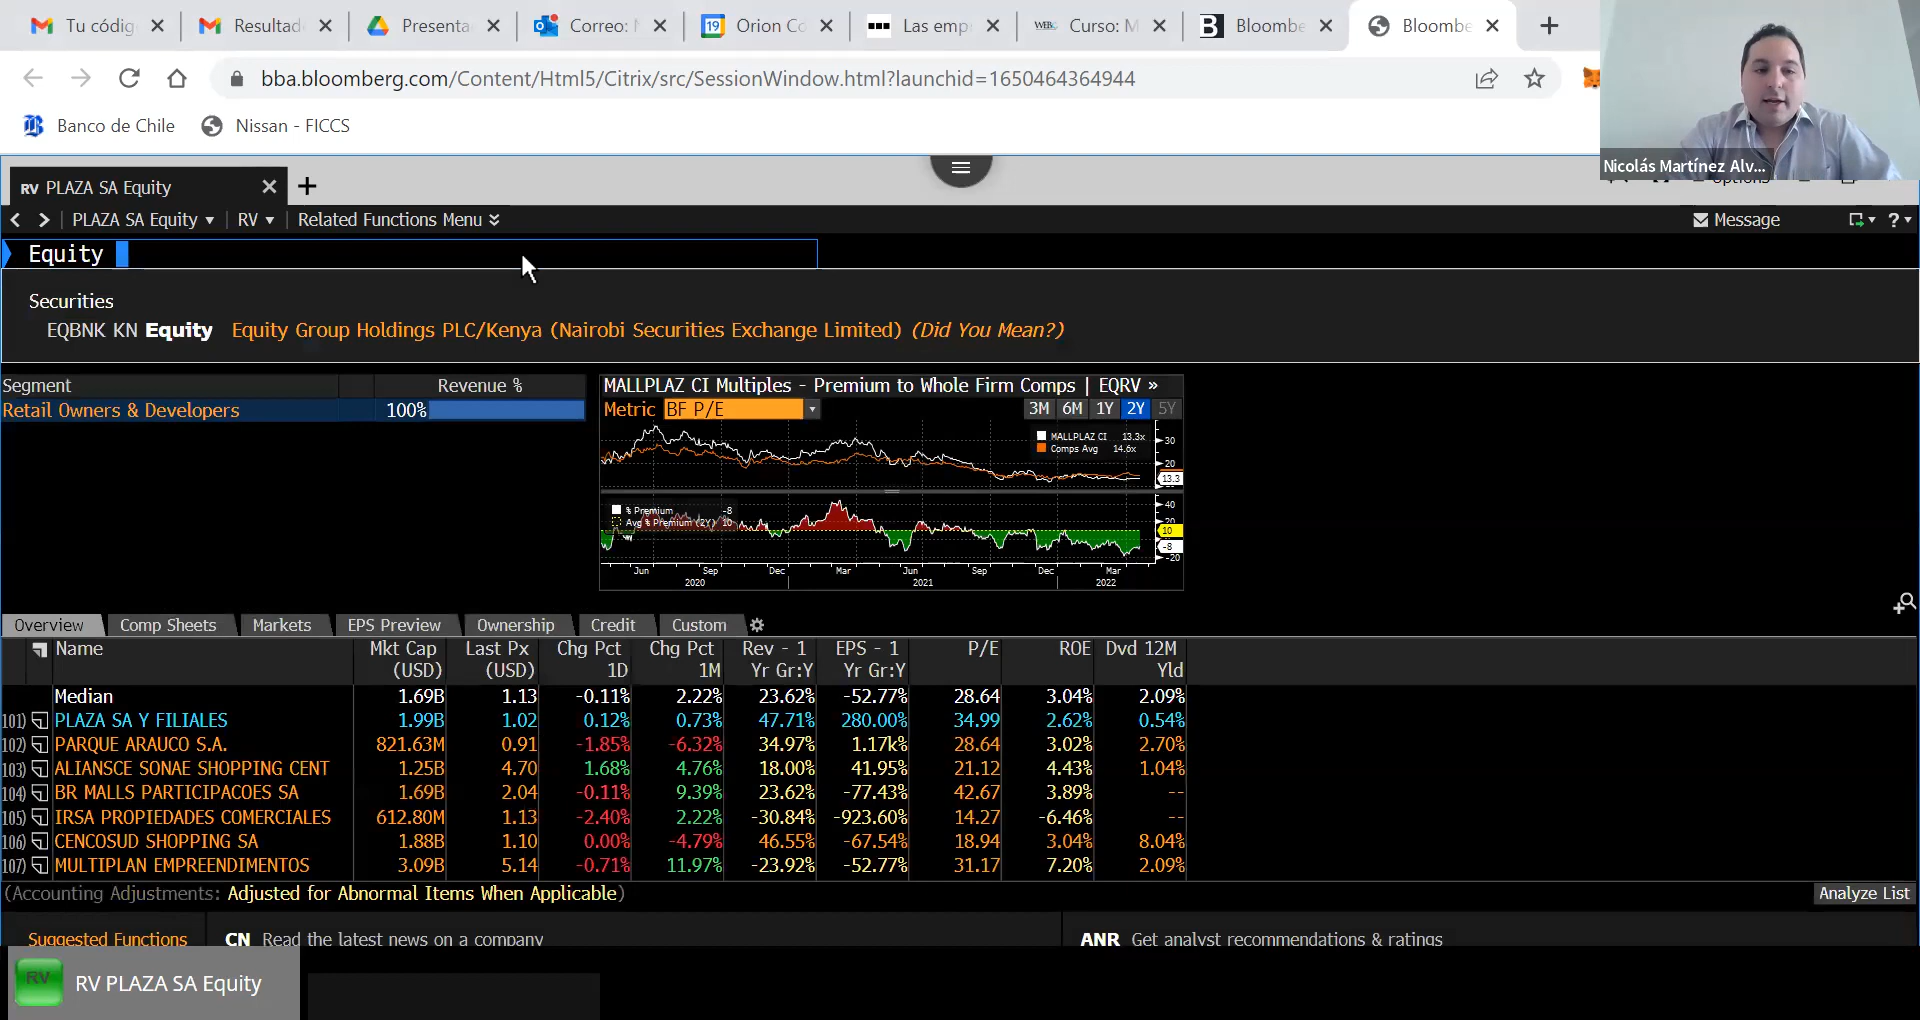 Tu códig
Resultad
Presenta
Correo: M
Orion Co
Las emp
Curso: M
Bloombe
Bloombe
bba.bloomberg.com/Content/Html5/Citrix/src/SessionWindow.html?launchid=1650464364944
Banco de Chile
Nissan - FICCS
Nicolás Martínez Alv...
RV PLAZA SA Equity
PLAZA SA Equity
RV
Related Functions Menu
Message
?
Equity
Securities
EQBNK KN Equity Equity Group Holdings PLC/Kenya (Nairobi Securities Exchange Limited) (Did You Mean?)
Segment Revenue %
Retail Owners & Developers 100%
MALLPLAZ CI Multiples - Premium to Whole Firm Comps | EQRV »
Metric BF P/E 3M 6M 1Y 2Y 5Y
MALLPLAZ CI 13.3x
Comps Avg 14.6x
30
20
13.3
% Premium -8
Avg % Premium (2Y) 10
40
20
10
-8
-20
Jun Sep Dec Mar Jun Sep Dec Mar
2020 2021 2022
Overview Comp Sheets Markets EPS Preview Ownership Credit Custom
Name Mkt Cap Last Px Chg Pct Chg Pct Rev - 1 EPS - 1 P/E ROE Dvd 12M
(USD) (USD) 1D 1M Yr Gr:Y Yr Gr:Y Yld
Median 1.69B 1.13 -0.11% 2.22% 23.62% -52.77% 28.64 3.04% 2.09%
101) PLAZA SA Y FILIALES 1.99B 1.02 0.12% 0.73% 47.71% 280.00% 34.99 2.62% 0.54%
102) PARQUE ARAUCO S.A. 821.63M 0.91 -1.85% -6.32% 34.97% 1.17k% 28.64 3.02% 2.70%
103) ALIANSCE SONAE SHOPPING CENT 1.25B 4.70 1.68% 4.76% 18.00% 41.95% 21.12 4.43% 1.04%
104) BR MALLS PARTICIPACOES SA 1.69B 2.04 -0.11% 9.39% 23.62% -77.43% 42.67 3.89% --
105) IRSA PROPIEDADES COMERCIALES 612.80M 1.13 -2.40% 2.22% -30.84% -923.60% 14.27 -6.46% --
106) CENCOSUD SHOPPING SA 1.88B 1.10 0.00% -4.79% 46.55% -67.54% 18.94 3.04% 8.04%
107) MULTIPLAN EMPREENDIMENTOS 3.09B 5.14 -0.71% 11.97% -23.92% -52.77% 31.17 7.20% 2.09%
(Accounting Adjustments: Adjusted for Abnormal Items When Applicable)
Analyze List
Suggested Functions CN Read the latest news on a company ANR Get analyst recommendations & ratings
RV RV PLAZA SA Equity